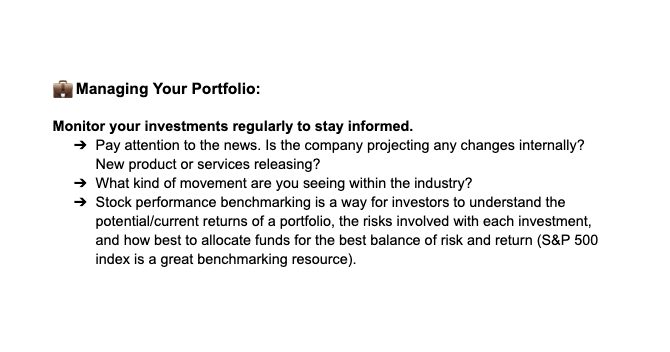 💼 Managing Your Portfolio:
Monitor your investments regularly to stay informed.
➔ Pay attention to the news. Is the company projecting any changes internally?
New product or services releasing?
➔ What kind of movement are you seeing within the industry?
➔ Stock performance benchmarking is a way for investors to understand the
potential/current returns of a portfolio, the risks involved with each investment,
and how best to allocate funds for the best balance of risk and return (S&P 500
index is a great benchmarking resource).